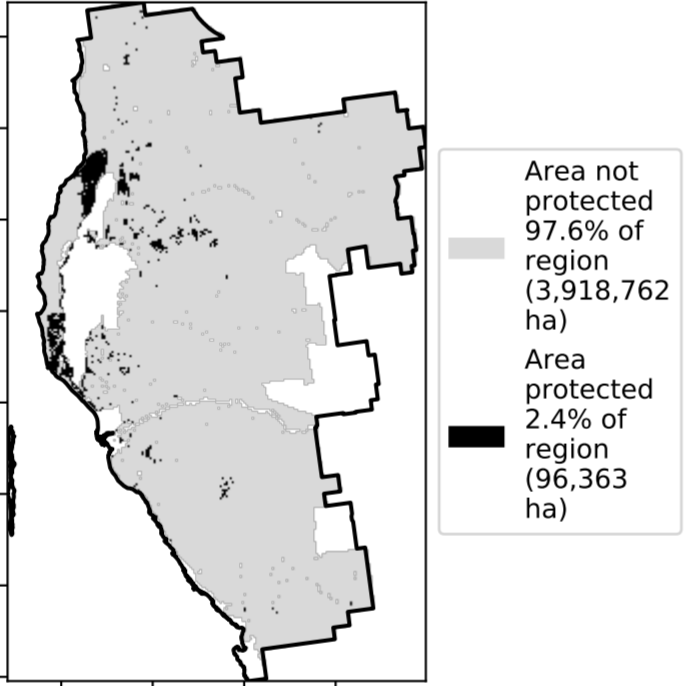 Area not
protected
97.6% of
region
(3,918,762
ha)
Area
protected
2.4% of
region
(96,363
ha)